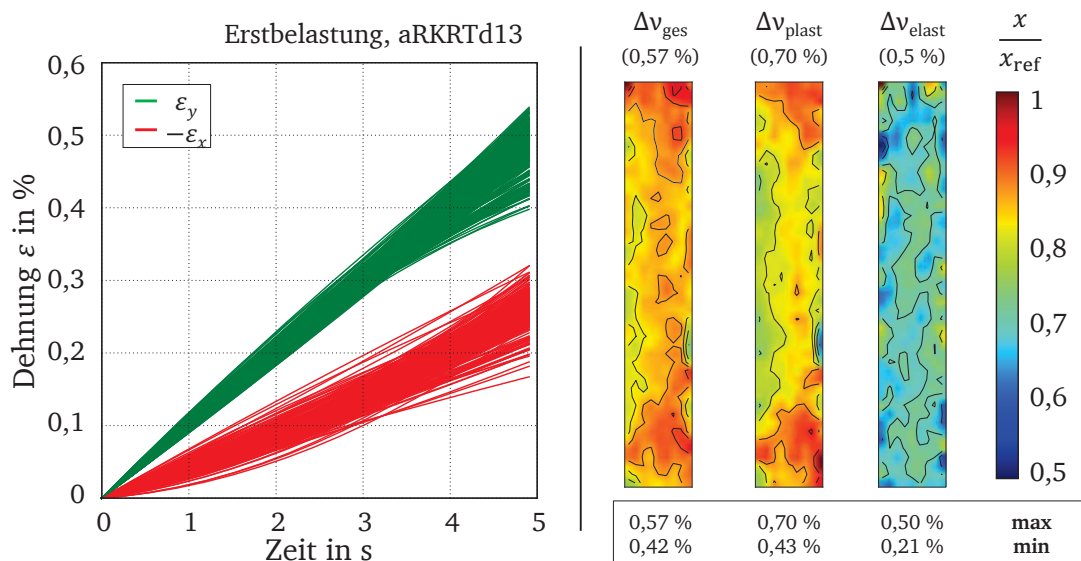 Erstbelastung, aRKRTd13
0,6
0,5
0,4
0,3
0,2
0,1
0
0 1 2 3 4 5
Dehnung ε in %
Zeit in s
ε_y
−ε_x
Δν_ges Δν_plast Δν_elast x/x_ref
(0,57 %) (0,70 %) (0,5 %)
1
0,9
0,8
0,7
0,6
0,5
0,57 % 0,70 % 0,50 % max
0,42 % 0,43 % 0,21 % min